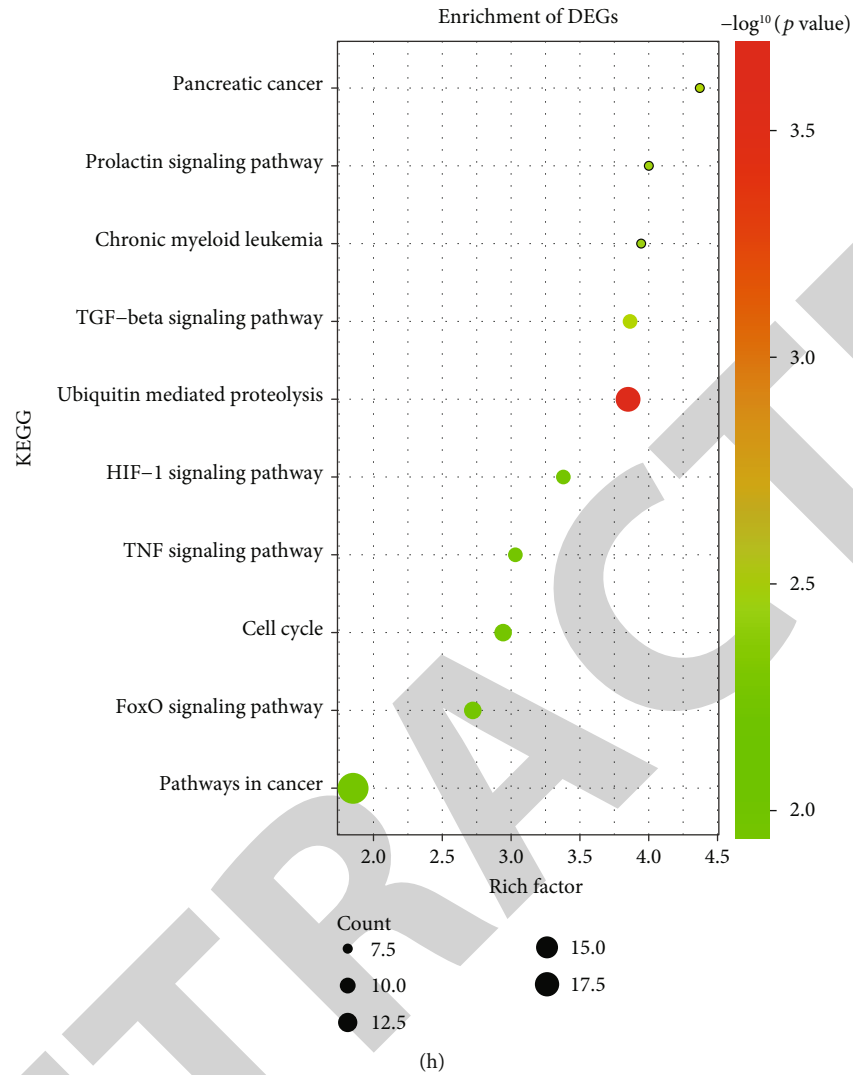 Enrichment of DEGs
−log¹⁰ (p value)
Pancreatic cancer
Prolactin signaling pathway
Chronic myeloid leukemia
TGF−beta signaling pathway
Ubiquitin mediated proteolysis
HIF−1 signaling pathway
TNF signaling pathway
Cell cycle
FoxO signaling pathway
Pathways in cancer
KEGG
3.5
3.0
2.5
2.0
2.0 2.5 3.0 3.5 4.0 4.5
Rich factor
Count
7.5 15.0
10.0 17.5
12.5
(h)
TRACT